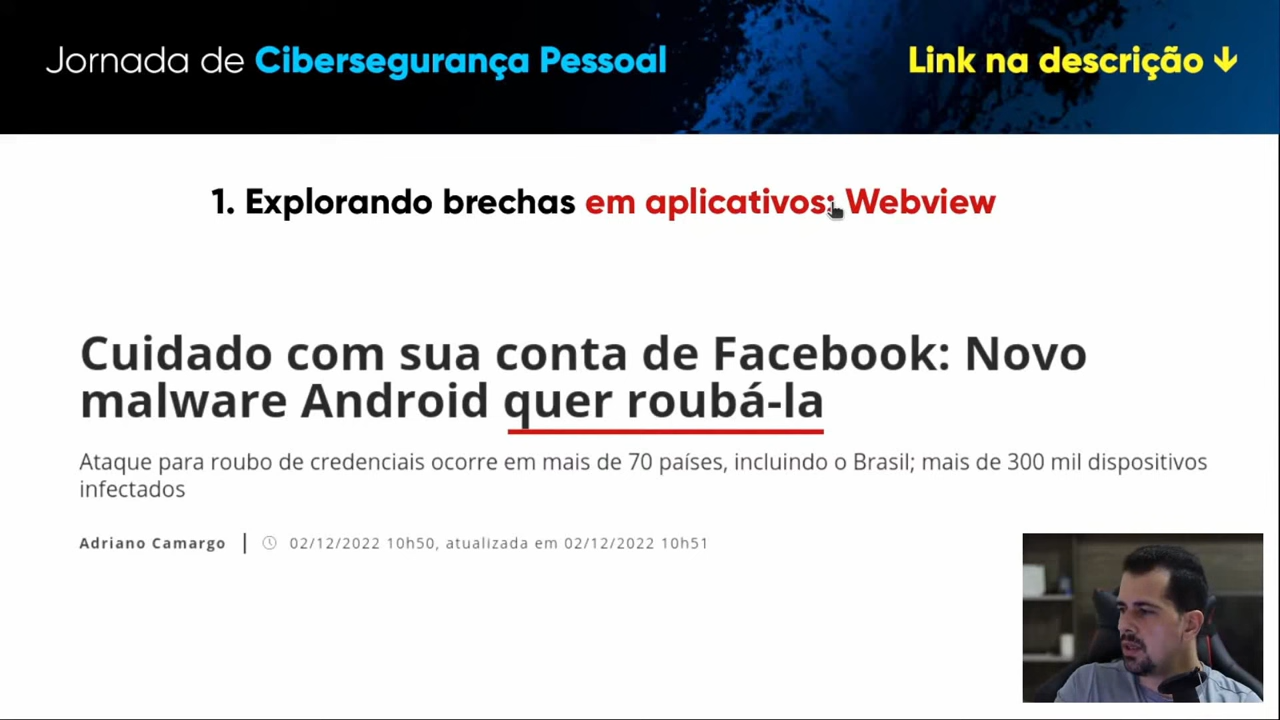 Jornada de Cibersegurança Pessoal
Link na descrição ↓
1. Explorando brechas em aplicativos: Webview
Cuidado com sua conta de Facebook: Novo
malware Android quer roubá-la
Ataque para roubo de credenciais ocorre em mais de 70 países, incluindo o Brasil; mais de 300 mil dispositivos
infectados
Adriano Camargo | 02/12/2022 10h50, atualizada em 02/12/2022 10h51